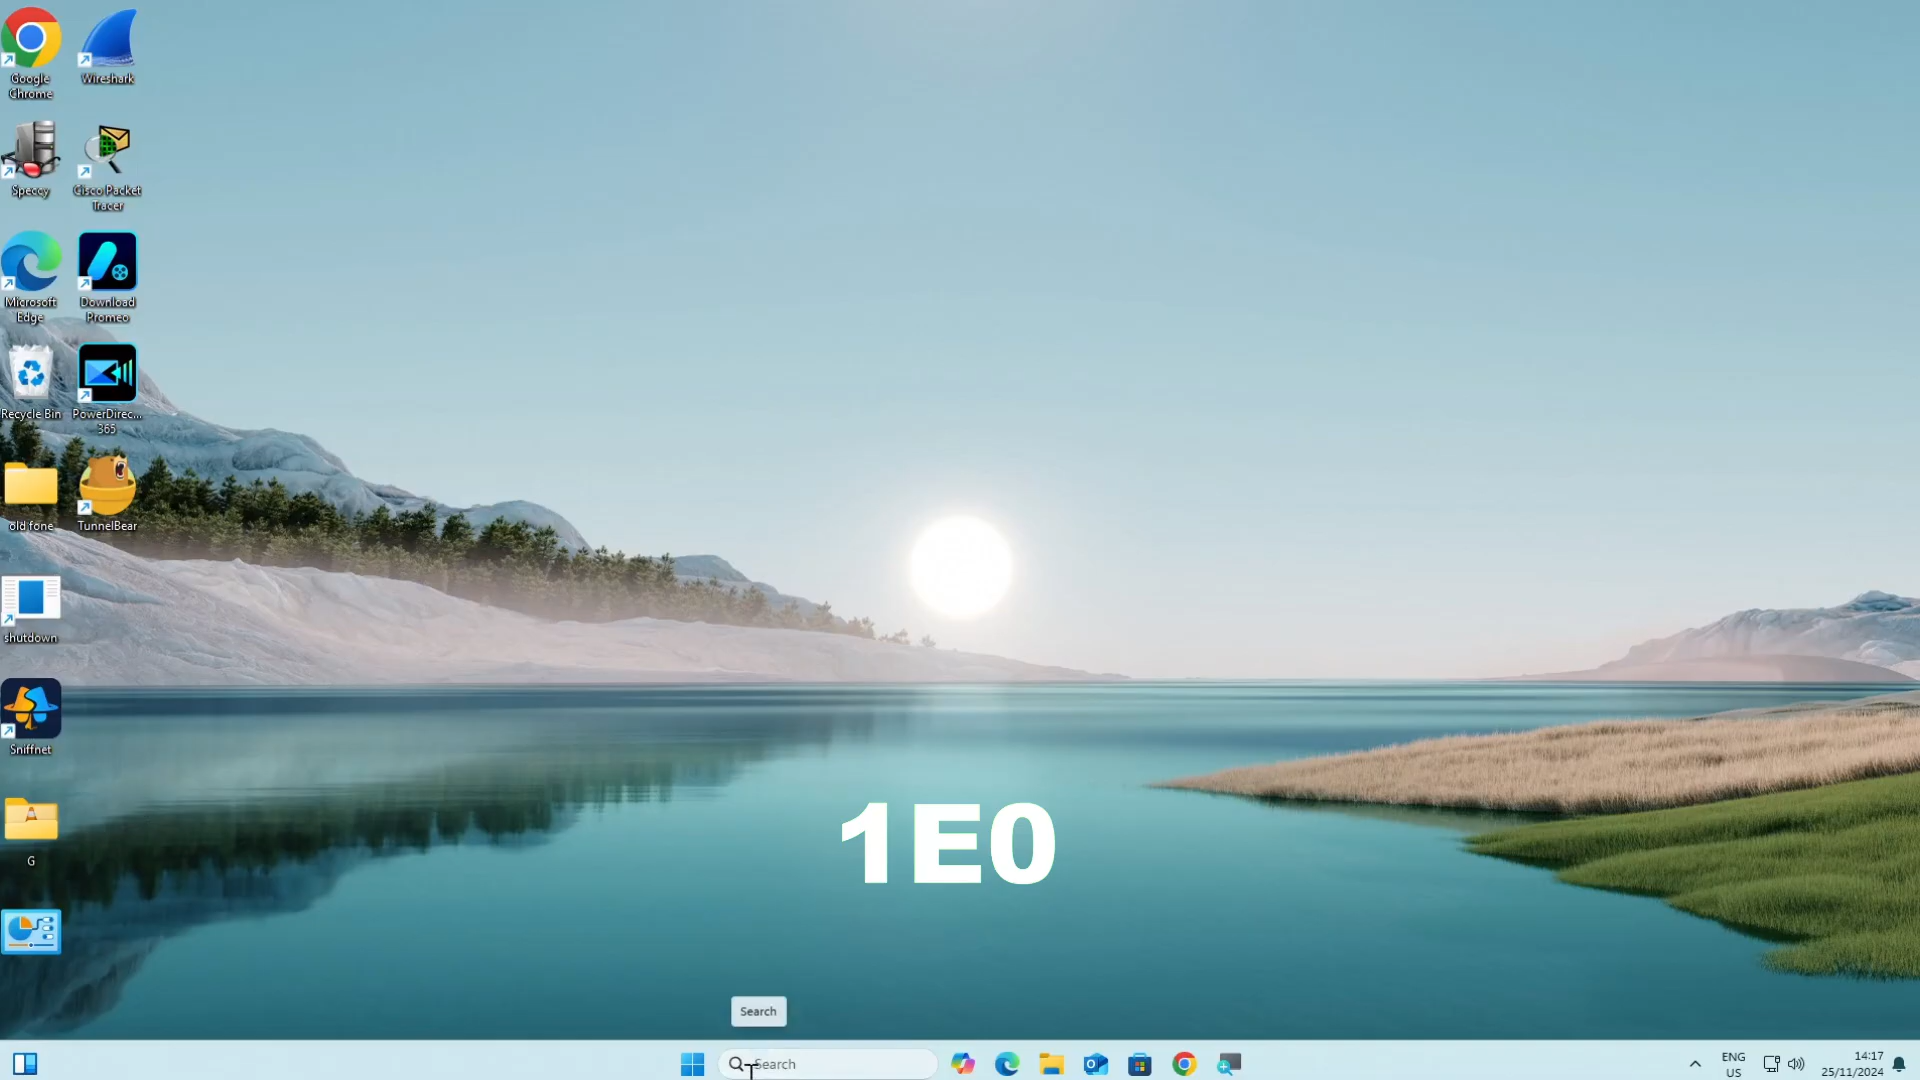 Google
Chrome
Wireshark
Speccy
Cisco Packet
Tracer
Microsoft
Edge
Download
Promeo
Recycle Bin
PowerDirec...
365
old fone
TunnelBear
shutdown
Sniffnet
G
1E0
Search
Search
ENG
US
14:17
25/11/2024